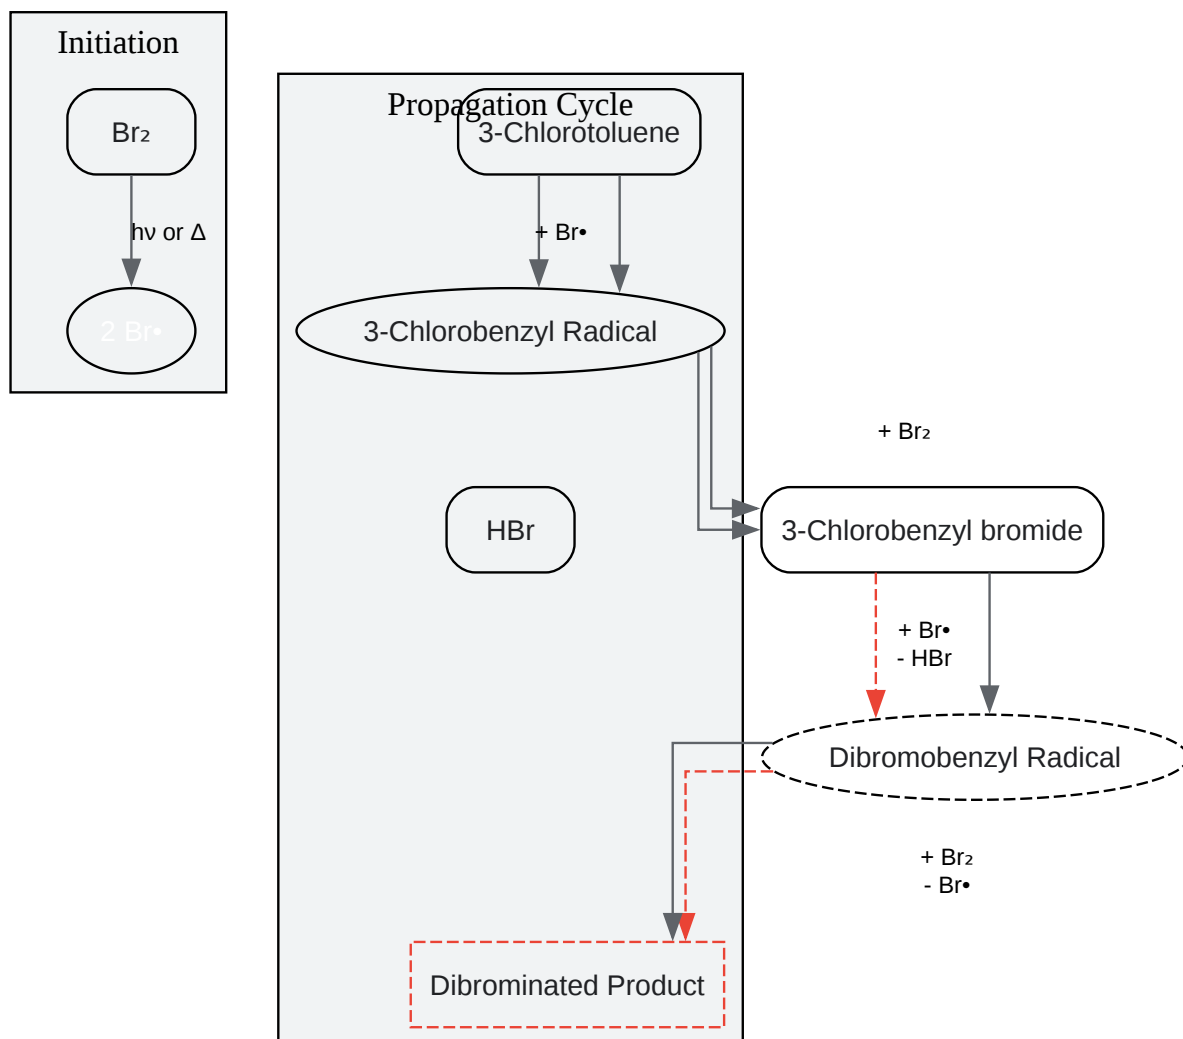 Initiation
Br₂
hν or Δ
2 Br•
Propagation Cycle
3-Chlorotoluene
+ Br•
3-Chlorobenzyl Radical
+ Br₂
HBr
3-Chlorobenzyl bromide
+ Br•
- HBr
Dibromobenzyl Radical
+ Br₂
- Br•
Dibrominated Product